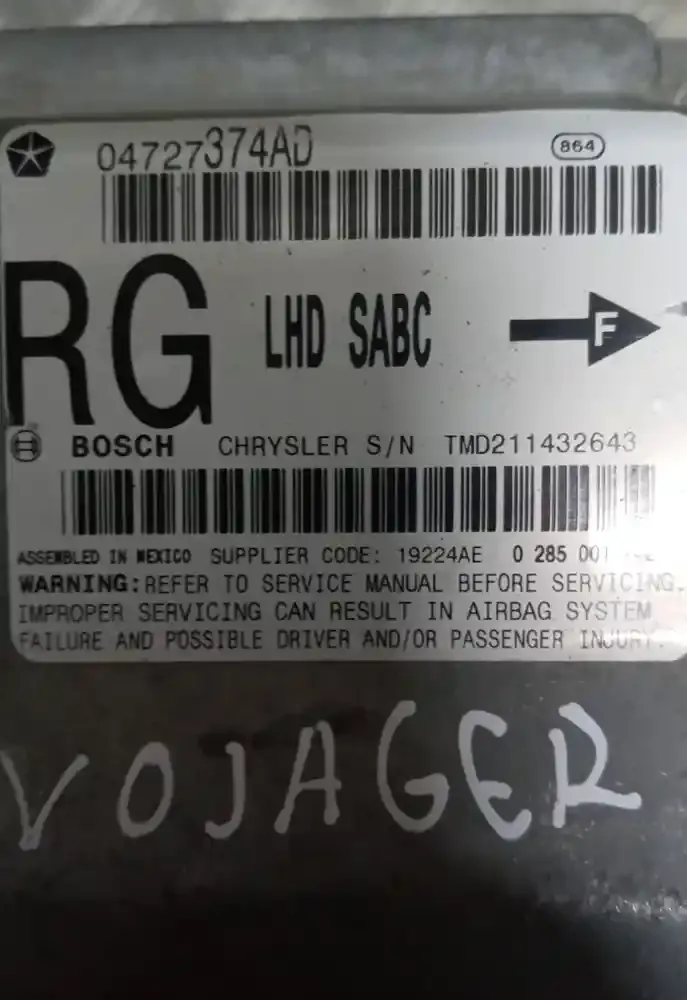 04727374AD 864
RG LHD SABC F
BOSCH CHRYSLER S/N TMD211432643
ASSEMBLED IN MEXICO SUPPLIER CODE: 19224AE 0 285
WARNING: REFER TO SERVICE MANUAL BEFORE SERVICING.
IMPROPER SERVICING CAN RESULT IN AIRBAG SYSTEM
FAILURE AND POSSIBLE DRIVER AND/OR PASSENGER INJURY.
VOJAGER